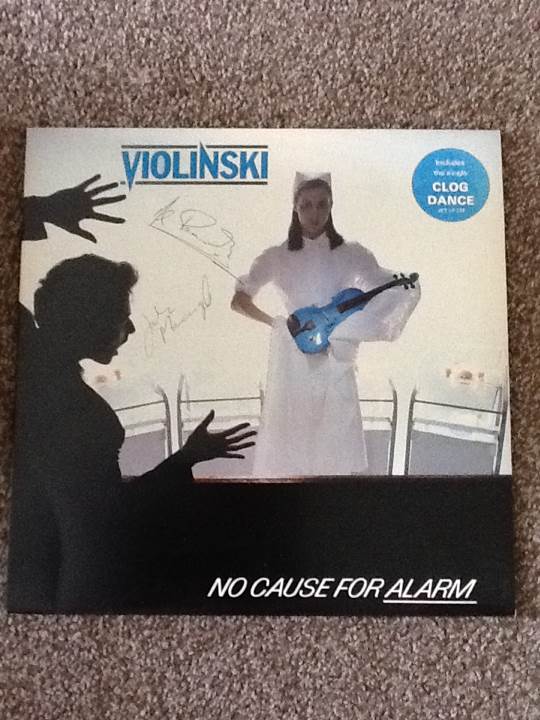 VIOLINSKI
Includes
the single
CLOG
DANCE
NO CAUSE FOR ALARM